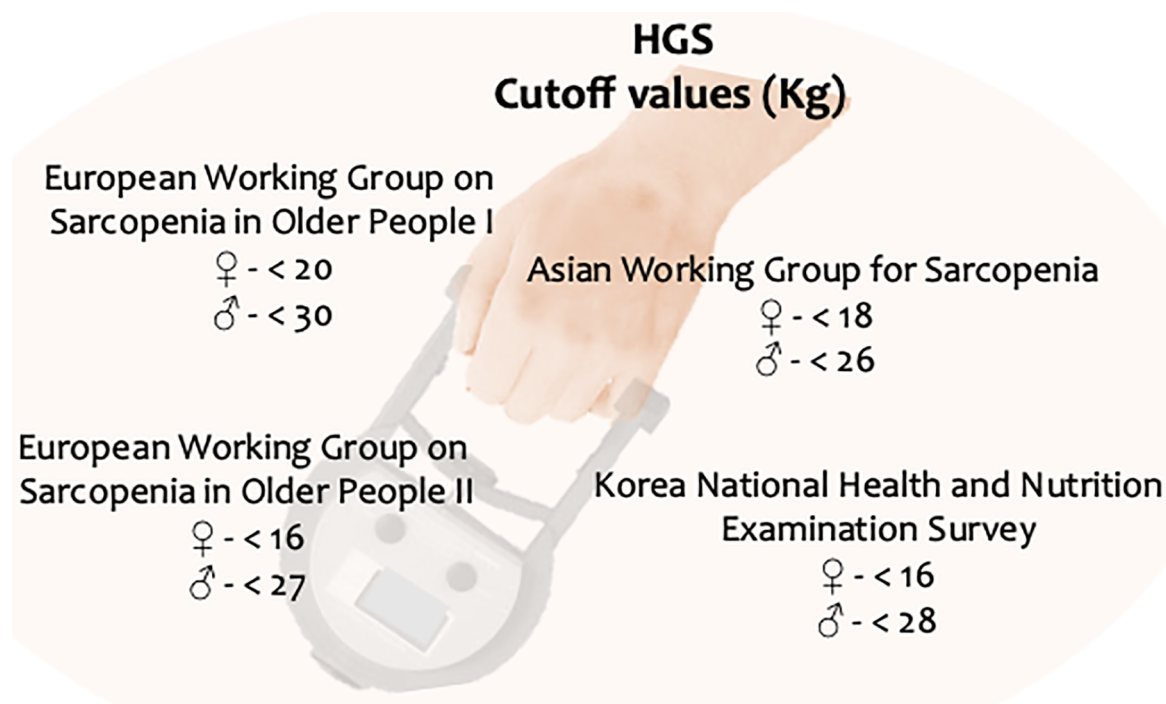 HGS
Cutoff values (Kg)
European Working Group on
Sarcopenia in Older People I
♀ - < 20
♂ - < 30
Asian Working Group for Sarcopenia
♀ - < 18
♂ - < 26
European Working Group on
Sarcopenia in Older People II
♀ - < 16
♂ - < 27
Korea National Health and Nutrition
Examination Survey
♀ - < 16
♂ - < 28